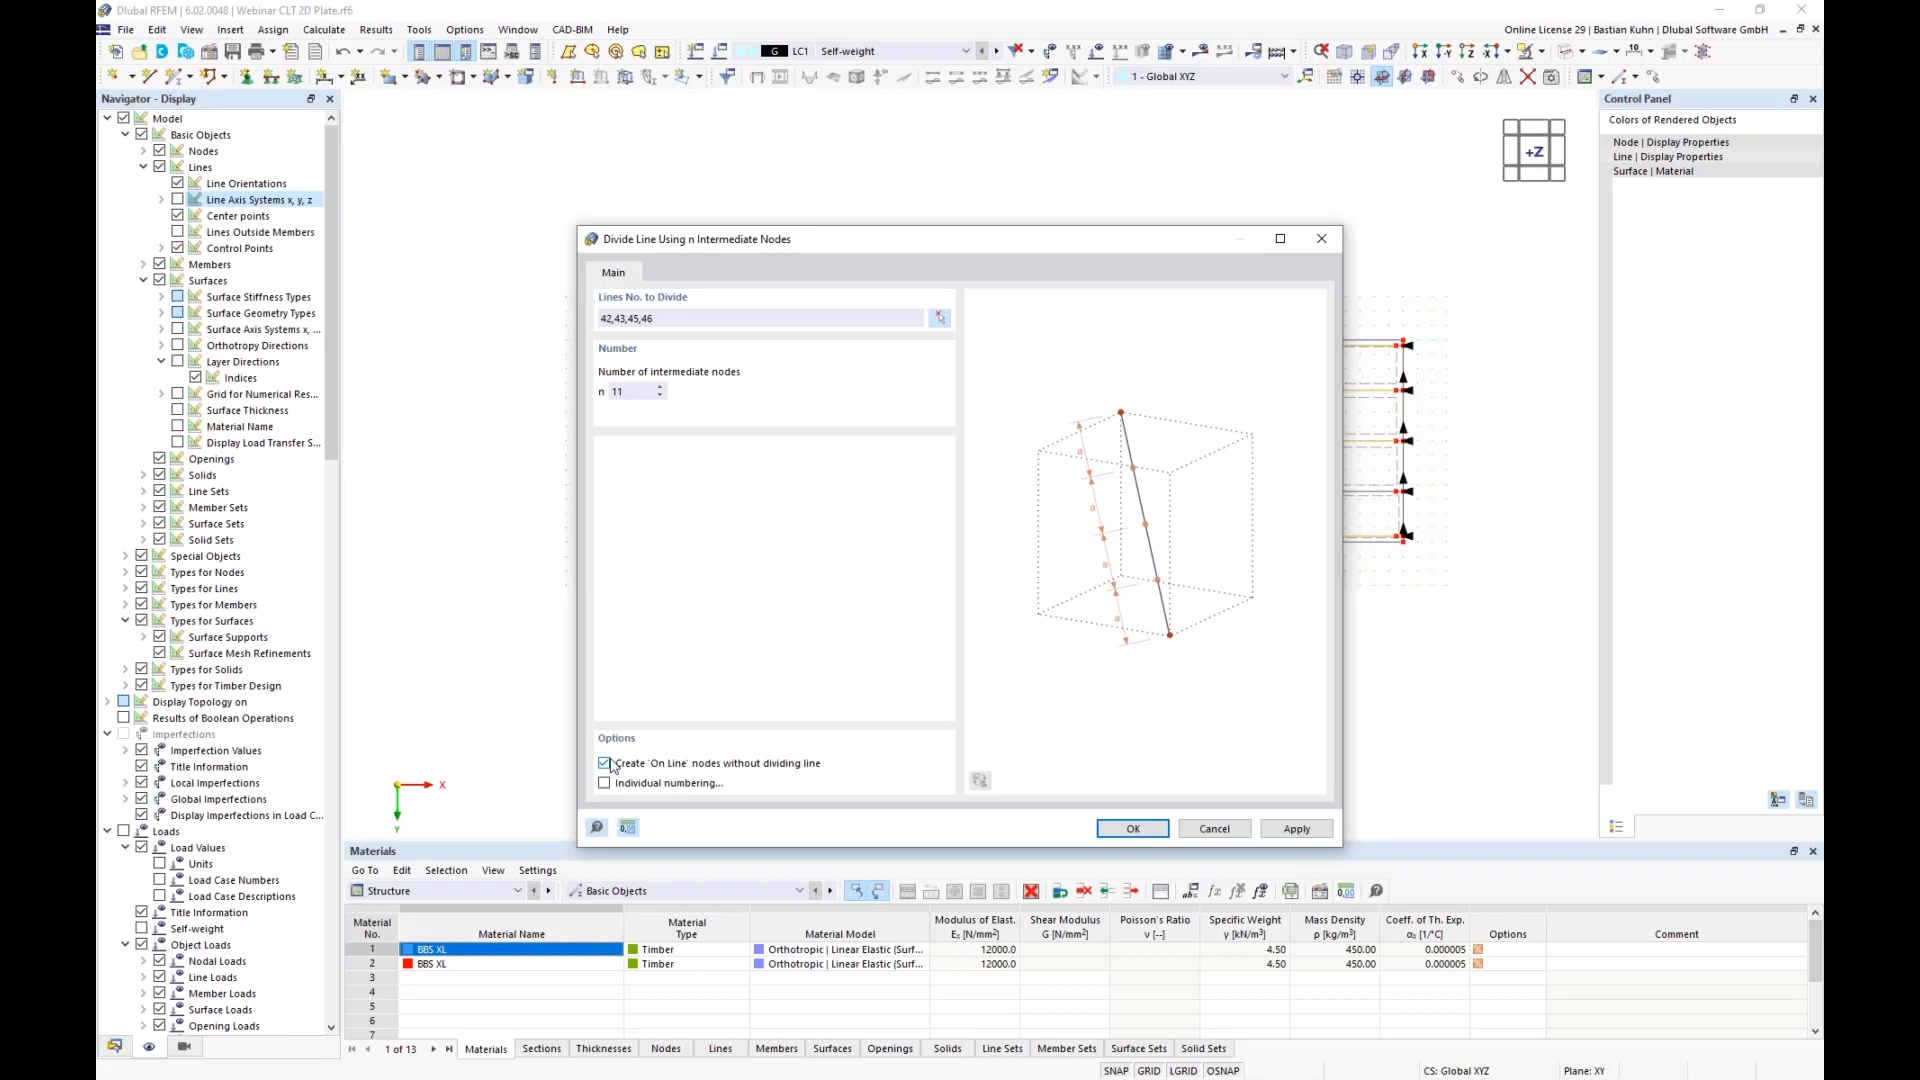 Dlubal RFEM | 6.02.0048 | Webinar CLT 2D Plate.rf6
File Edit View Insert Assign Calculate Results Tools Options Window CAD-BIM Help
Online License 29 | Bastian Kuhn | Dlubal Software GmbH
G LC1 Self-weight
1 - Global XYZ
Navigator - Display
Model
Basic Objects
Nodes
Lines
Line Orientations
Line Axis Systems x, y, z
Center points
Lines Outside Members
Control Points
Members
Surfaces
Surface Stiffness Types
Surface Geometry Types
Surface Axis Systems x, ...
Orthotropy Directions
Layer Directions
Indices
Grid for Numerical Res...
Surface Thickness
Material Name
Display Load Transfer S...
Openings
Solids
Line Sets
Member Sets
Surface Sets
Solid Sets
Special Objects
Types for Nodes
Types for Lines
Types for Members
Types for Surfaces
Surface Supports
Surface Mesh Refinements
Types for Solids
Types for Timber Design
Display Topology on
Results of Boolean Operations
Imperfections
Imperfection Values
Title Information
Local Imperfections
Global Imperfections
Display Imperfections in Load C...
Loads
Load Values
Units
Load Case Numbers
Load Case Descriptions
Title Information
Self-weight
Object Loads
Nodal Loads
Line Loads
Member Loads
Surface Loads
Opening Loads
+Z
X
Y
Divide Line Using n Intermediate Nodes
Main
Lines No. to Divide
42,43,45,46
Number
Number of intermediate nodes
n 11
a
a
a
a
Options
Create 'On Line' nodes without dividing line
Individual numbering...
OK Cancel Apply
Control Panel
Colors of Rendered Objects
Node | Display Properties
Line | Display Properties
Surface | Material
Materials
Go To Edit Selection View Settings
Structure Basic Objects
Material No. Material Name Material Type Material Model Modulus of Elast. Eₓ [N/mm²] Shear Modulus G [N/mm²] Poisson's Ratio ν [--] Specific Weight γ [kN/m³] Mass Density ρ [kg/m³] Coeff. of Th. Exp. αₓ [1/°C] Options Comment
1 BBS XL Timber Orthotropic | Linear Elastic (Surf... 12000.0 4.50 450.00 0.000005
2 BBS XL Timber Orthotropic | Linear Elastic (Surf... 12000.0 4.50 450.00 0.000005
3
4
5
6
7
1 of 13 Materials Sections Thicknesses Nodes Lines Members Surfaces Openings Solids Line Sets Member Sets Surface Sets Solid Sets
SNAP GRID LGRID OSNAP CS: Global XYZ Plane: XY